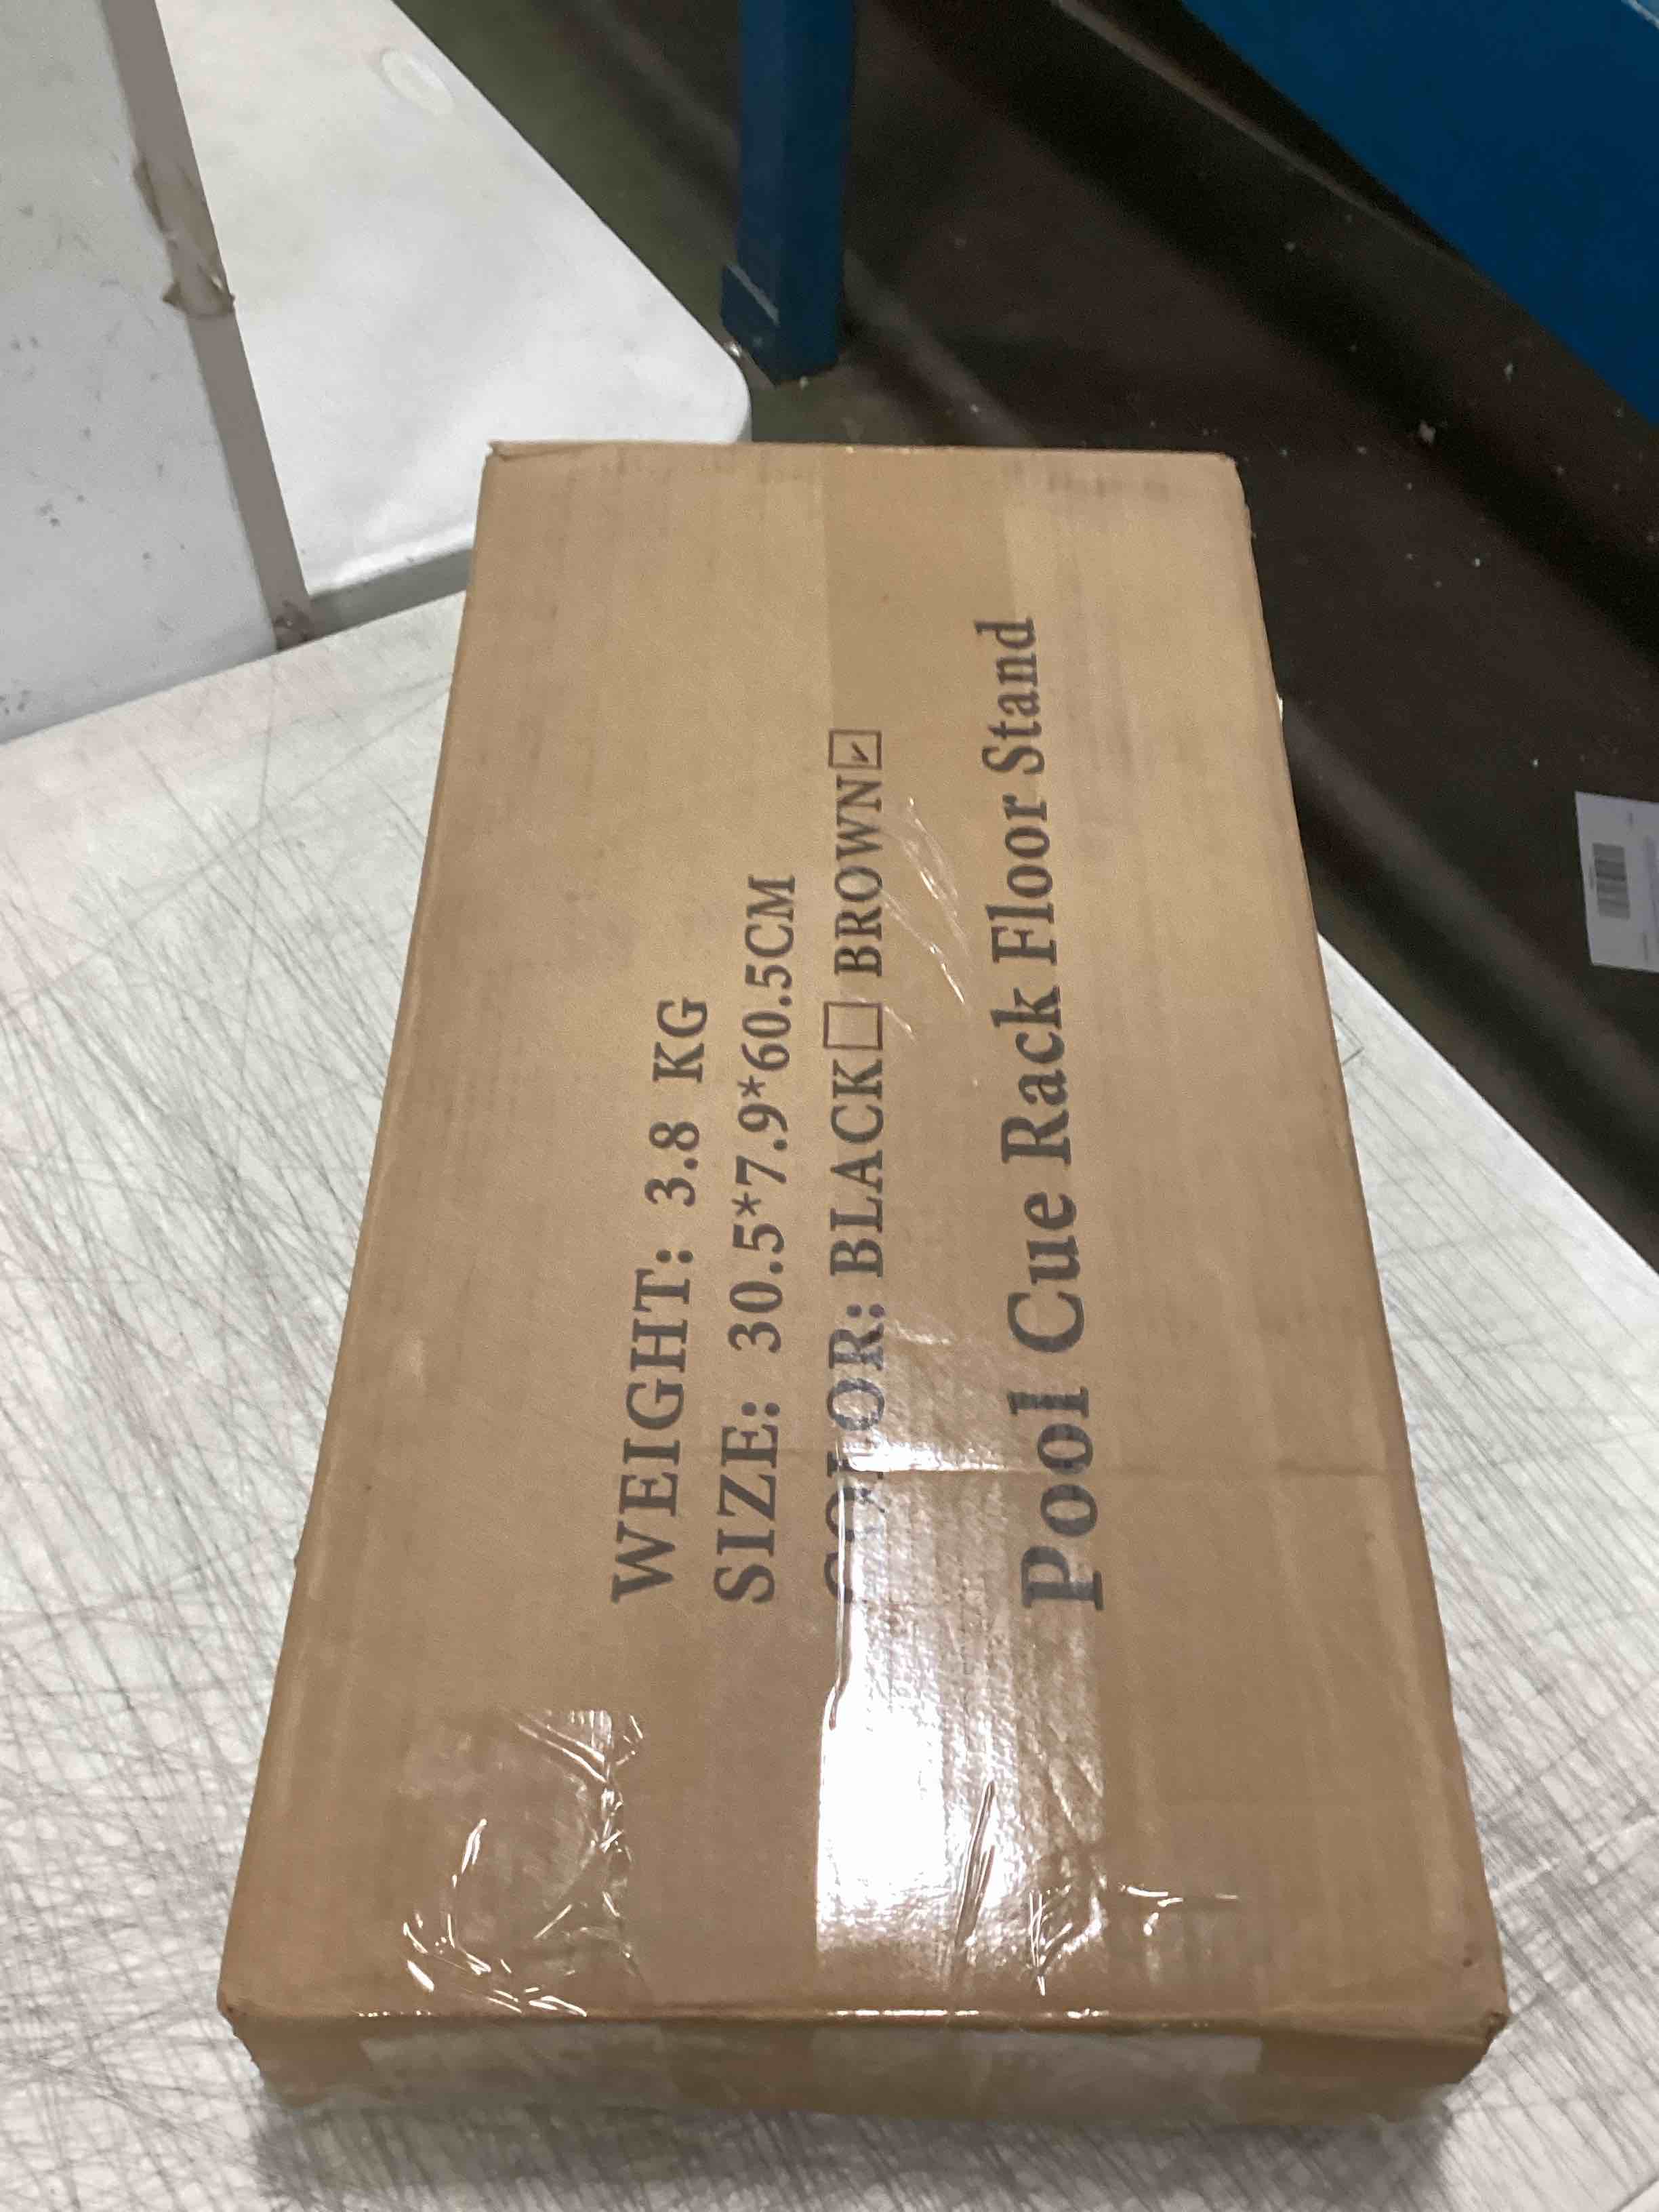 WEIGHT: 3.8 KG
SIZE: 30.5*7.9*60.5CM
COLOR: BLACK☐ BROWN☑
Pool Cue Rack Floor Stand